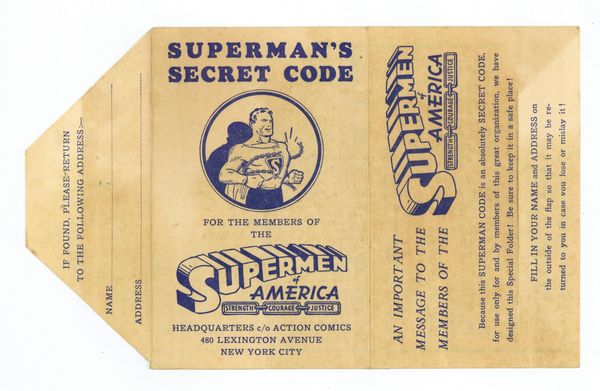 IF FOUND, PLEASE RETURN
TO THE FOLLOWING ADDRESS:—
NAME
ADDRESS
SUPERMAN'S
SECRET CODE
S
FOR THE MEMBERS OF
THE
SUPERMEN
of
AMERICA
STRENGTH COURAGE JUSTICE
HEADQUARTERS c/o ACTION COMICS
480 LEXINGTON AVENUE
NEW YORK CITY
AN IMPORTANT
MESSAGE TO THE
MEMBERS OF THE
SUPERMEN
of
AMERICA
STRENGTH COURAGE JUSTICE
Because this SUPERMAN CODE is an absolutely SECRET CODE,
for use only for and by members of this great organization, we have
designed this Special Folder! Be sure to keep it in a safe place!
FILL IN YOUR NAME and ADDRESS on
the outside of the flap so that it may be re-
turned to you in case you lose or mislay it!